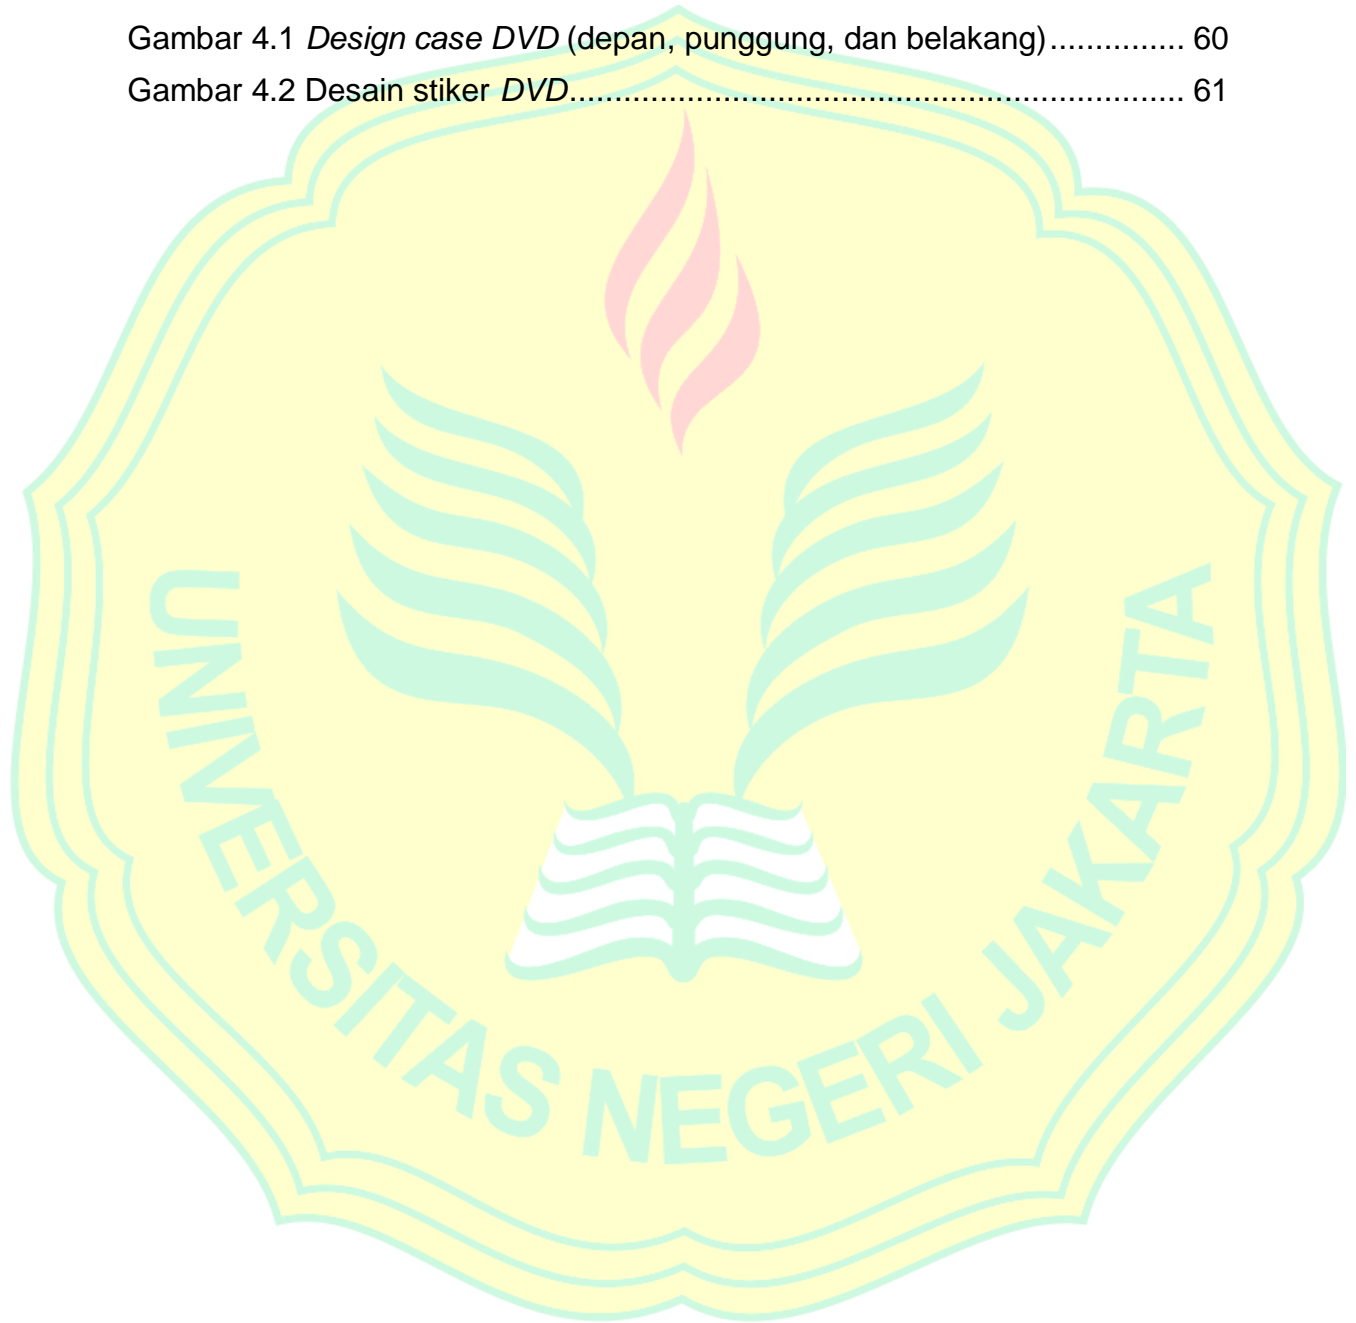 Gambar 4.1 Design case DVD (depan, punggung, dan belakang)............... 60
Gambar 4.2 Desain stiker DVD.................................................................... 61
UNIVERSITAS NEGERI JAKARTA